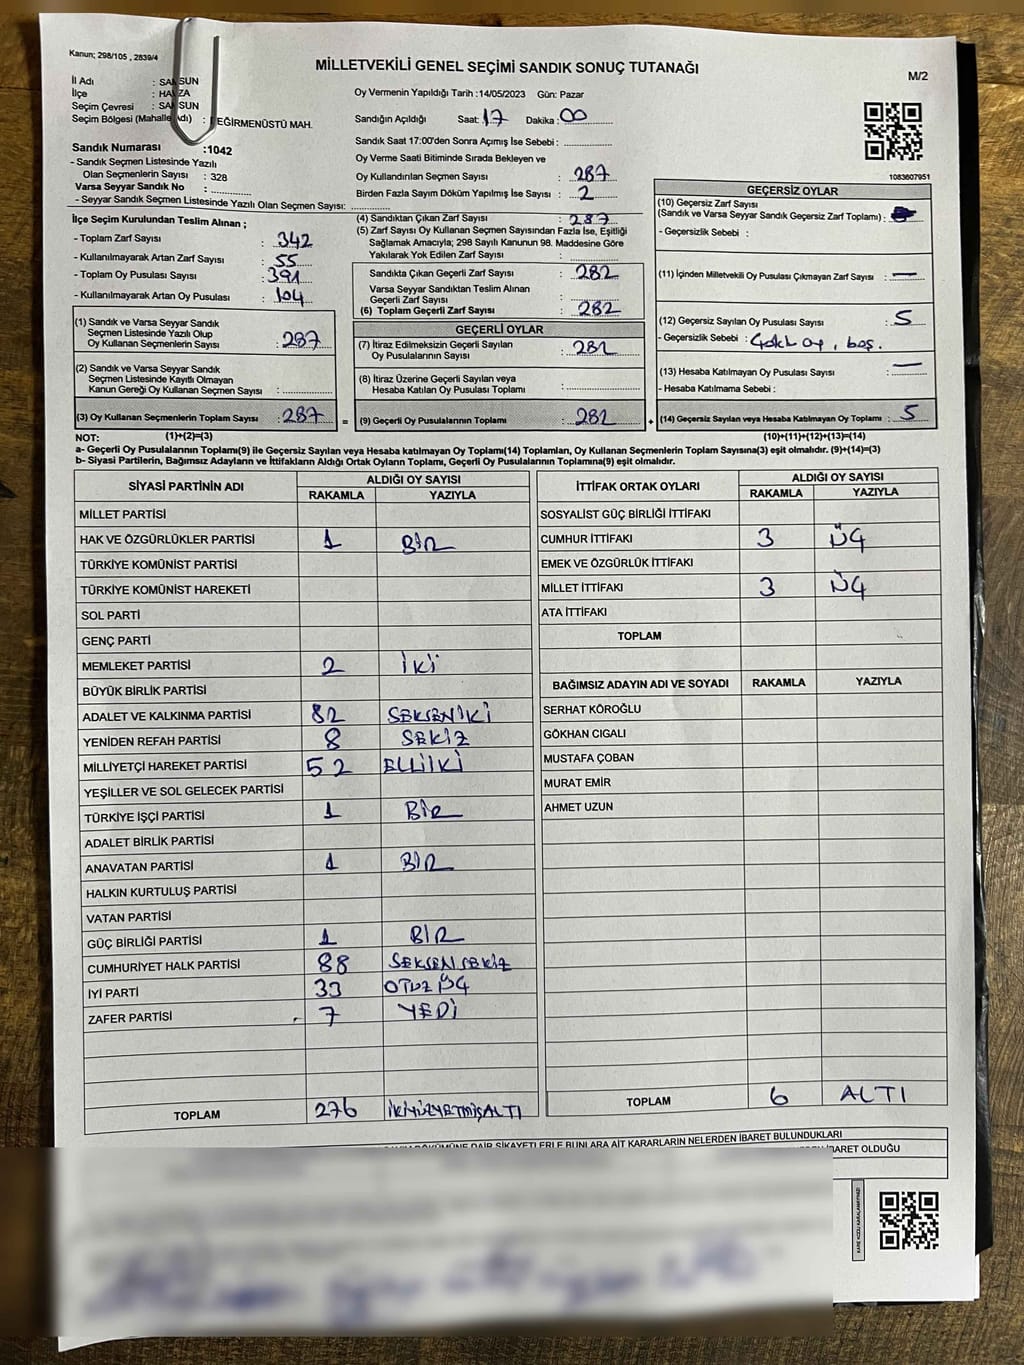 Kanun; 298/105 , 2839/4
MİLLETVEKİLİ GENEL SEÇİMİ SANDIK SONUÇ TUTANAĞI
M/2
İl Adı : SAMSUN
İlçe : HAVZA
Seçim Çevresi : SAMSUN
Seçim Bölgesi (Mahalle Adı) : DEĞİRMENÜSTÜ MAH.
Sandık Numarası :1042
- Sandık Seçmen Listesinde Yazılı
Olan Seçmenlerin Sayısı : 328
Varsa Seyyar Sandık No :
- Seyyar Sandık Seçmen Listesinde Yazılı Olan Seçmen Sayısı:
Oy Vermenin Yapıldığı Tarih :14/05/2023 Gün: Pazar
Sandığın Açıldığı Saat: 17 Dakika : 00
Sandık Saat 17:00'den Sonra Açımış İse Sebebi :
Oy Verme Saati Bitiminde Sırada Bekleyen ve
Oy Kullandırılan Seçmen Sayısı : 287
Birden Fazla Sayım Döküm Yapılmış İse Sayısı : 2
1083607951
İlçe Seçim Kurulundan Teslim Alınan ;
- Toplam Zarf Sayısı : 342
- Kullanılmayarak Artan Zarf Sayısı : 55
- Toplam Oy Pusulası Sayısı : 391
- Kullanılmayarak Artan Oy Pusulası : 104
(4) Sandıktan Çıkan Zarf Sayısı : 287
(5) Zarf Sayısı Oy Kullanan Seçmen Sayısından Fazla İse, Eşitliği
Sağlamak Amacıyla; 298 Sayılı Kanunun 98. Maddesine Göre
Yakılarak Yok Edilen Zarf Sayısı :
Sandıkta Çıkan Geçerli Zarf Sayısı : 282
Varsa Seyyar Sandıktan Teslim Alınan
Geçerli Zarf Sayısı :
(6) Toplam Geçerli Zarf Sayısı : 282
GEÇERSİZ OYLAR
(10) Geçersiz Zarf Sayısı
(Sandık ve Varsa Seyyar Sandık Geçersiz Zarf Toplamı) :
- Geçersizlik Sebebi :
(11) İçinden Milletvekili Oy Pusulası Çıkmayan Zarf Sayısı : —
(12) Geçersiz Sayılan Oy Pusulası Sayısı : 5
- Geçersizlik Sebebi : Çoklu oy, boş.
(13) Hesaba Katılmayan Oy Pusulası Sayısı : —
- Hesaba Katılmama Sebebi :
(1) Sandık ve Varsa Seyyar Sandık
Seçmen Listesinde Yazılı Olup
Oy Kullanan Seçmenlerin Sayısı : 287
(2) Sandık ve Varsa Seyyar Sandık
Seçmen Listesinde Kayıtlı Olmayan
Kanun Gereği Oy Kullanan Seçmen Sayısı :
GEÇERLİ OYLAR
(7) İtiraz Edilmeksizin Geçerli Sayılan
Oy Pusulalarının Sayısı : 282
(8) İtiraz Üzerine Geçerli Sayılan veya
Hesaba Katılan Oy Pusulası Toplamı :
(3) Oy Kullanan Seçmenlerin Toplam Sayısı : 287 = (9) Geçerli Oy Pusulalarının Toplamı : 282 + (14) Geçersiz Sayılan veya Hesaba Katılmayan Oy Toplamı : 5
NOT: (1)+(2)=(3) (10)+(11)+(12)+(13)=(14)
a- Geçerli Oy Pusulalarının Toplamı(9) ile Geçersiz Sayılan veya Hesaba katılmayan Oy Toplamı(14) Toplamları, Oy Kullanan Seçmenlerin Toplam Sayısına(3) eşit olmalıdır. (9)+(14)=(3)
b- Siyasi Partilerin, Bağımsız Adayların ve İttifakların Aldığı Ortak Oyların Toplamı, Geçerli Oy Pusulalarının Toplamına(9) eşit olmalıdır.
SİYASİ PARTİNİN ADI ALDIĞI OY SAYISI
RAKAMLA YAZIYLA
MİLLET PARTİSİ
HAK VE ÖZGÜRLÜKLER PARTİSİ 1 BİR
TÜRKİYE KOMÜNİST PARTİSİ
TÜRKİYE KOMÜNİST HAREKETİ
SOL PARTİ
GENÇ PARTİ
MEMLEKET PARTİSİ 2 İKİ
BÜYÜK BİRLİK PARTİSİ
ADALET VE KALKINMA PARTİSİ 82 SEKSENİKİ
YENİDEN REFAH PARTİSİ 8 SEKİZ
MİLLİYETÇİ HAREKET PARTİSİ 52 ELLİİKİ
YEŞİLLER VE SOL GELECEK PARTİSİ
TÜRKİYE İŞÇİ PARTİSİ 1 BİR
ADALET BİRLİK PARTİSİ
ANAVATAN PARTİSİ 1 BİR
HALKIN KURTULUŞ PARTİSİ
VATAN PARTİSİ
GÜÇ BİRLİĞİ PARTİSİ 1 BİR
CUMHURİYET HALK PARTİSİ 88 SEKSENSEKİZ
İYİ PARTİ 33 OTUZÜÇ
ZAFER PARTİSİ 7 YEDİ
TOPLAM 276 İKİYÜZYETMİŞALTI
İTTİFAK ORTAK OYLARI ALDIĞI OY SAYISI
RAKAMLA YAZIYLA
SOSYALİST GÜÇ BİRLİĞİ İTTİFAKI
CUMHUR İTTİFAKI 3 ÜÇ
EMEK VE ÖZGÜRLÜK İTTİFAKI
MİLLET İTTİFAKI 3 ÜÇ
ATA İTTİFAKI
TOPLAM
BAĞIMSIZ ADAYIN ADI VE SOYADI RAKAMLA YAZIYLA
SERHAT KÖROĞLU
GÖKHAN CIGALI
MUSTAFA ÇOBAN
MURAT EMİR
AHMET UZUN
TOPLAM 6 ALTI
DÖKÜMÜNE DAİR ŞİKAYETLERLE BUNLARA AİT KARARLARIN NELERDEN İBARET BULUNDUKLARI
İBARET OLDUĞU
KARE KODU KARALAMAYINIZ!